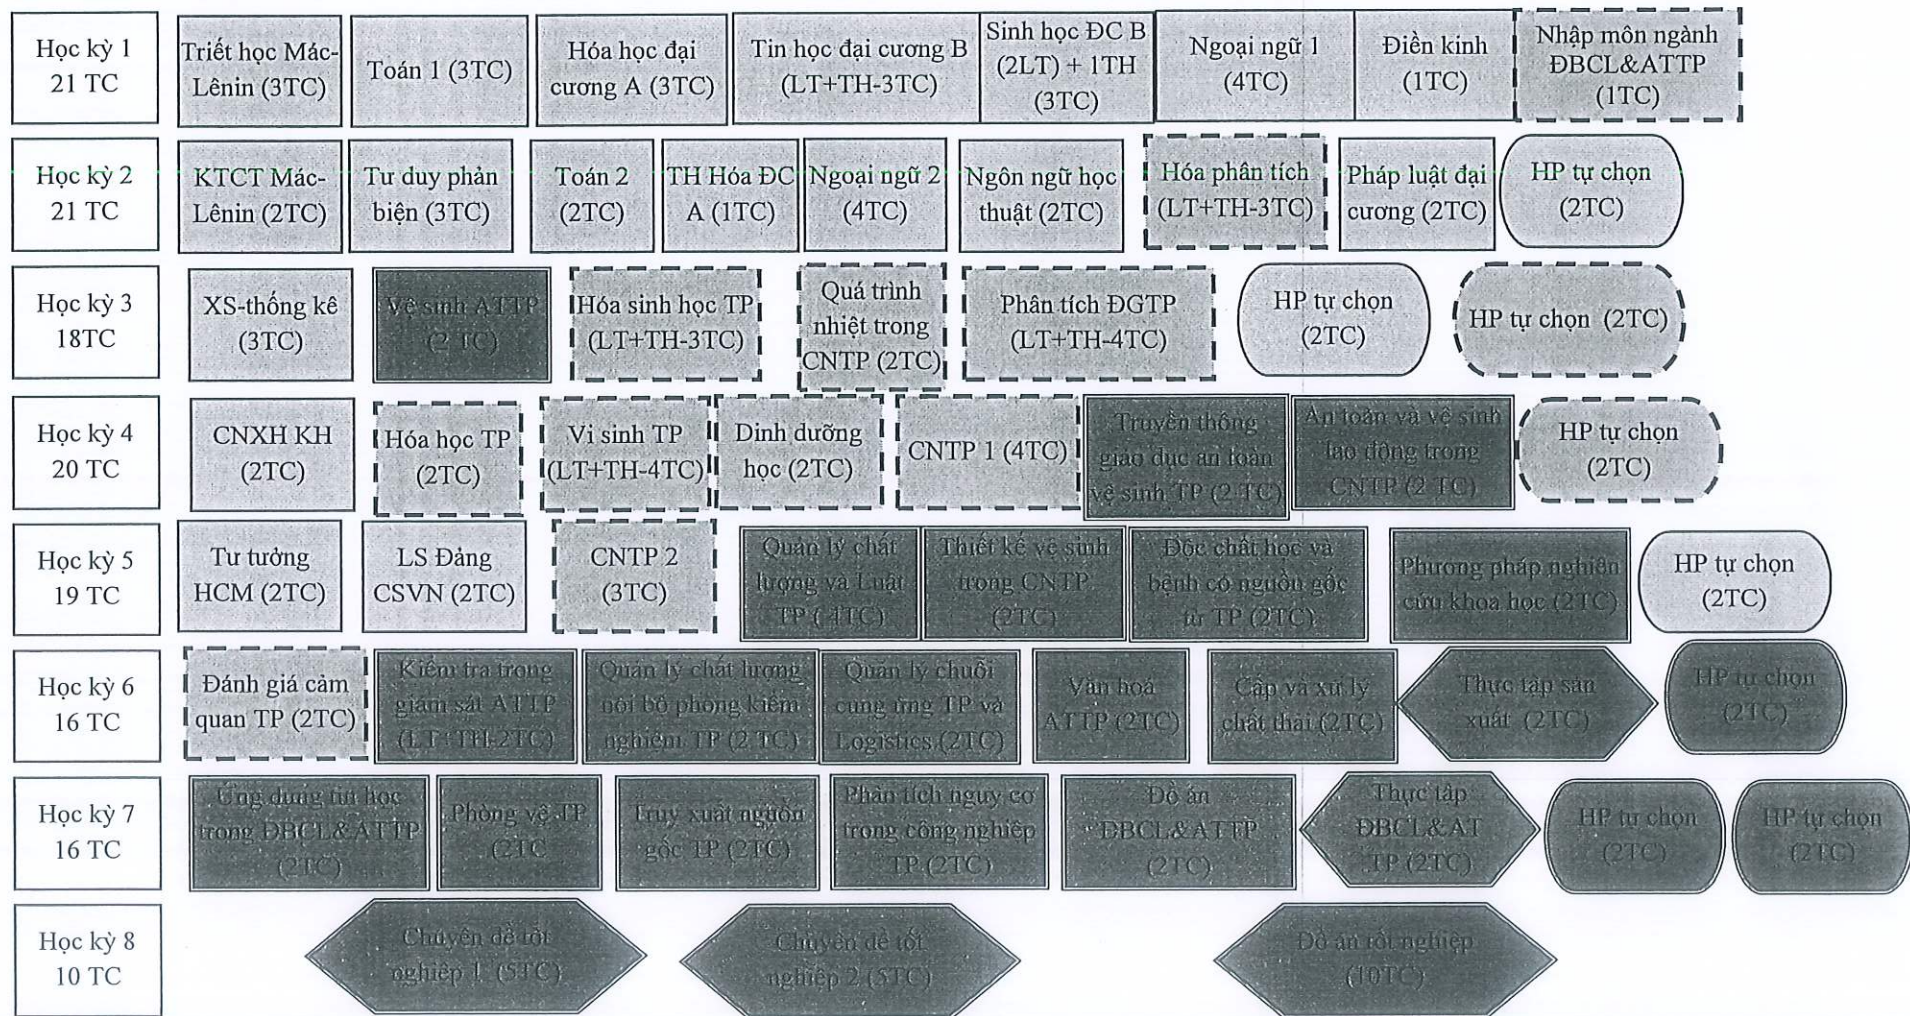 Học kỳ 1
21 TC
Triết học Mác-
Lênin (3TC)
Toán 1 (3TC)
Hóa học đại
cương A (3TC)
Tin học đại cương B
(LT+TH-3TC)
Sinh học ĐC B
(2LT) + 1TH
(3TC)
Ngoại ngữ 1
(4TC)
Điền kinh
(1TC)
Nhập môn ngành
ĐBCL&ATTP
(1TC)
Học kỳ 2
21 TC
KTCT Mác-
Lênin (2TC)
Tư duy phản
biện (3TC)
Toán 2
(2TC)
TH Hóa ĐC
A (1TC)
Ngoại ngữ 2
(4TC)
Ngôn ngữ học
thuật (2TC)
Hóa phân tích
(LT+TH-3TC)
Pháp luật đại
cương (2TC)
HP tự chọn
(2TC)
Học kỳ 3
18TC
XS-thống kê
(3TC)
Vệ sinh ATTP
(2 TC)
Hóa sinh học TP
(LT+TH-3TC)
Quá trình
nhiệt trong
CNTP (2TC)
Phân tích ĐGTP
(LT+TH-4TC)
HP tự chọn
(2TC)
HP tự chọn (2TC)
Học kỳ 4
20 TC
CNXH KH
(2TC)
Hóa học TP
(2TC)
Vi sinh TP
(LT+TH-4TC)
Dinh dưỡng
học (2TC)
CNTP 1 (4TC)
Truyền thông
giáo dục an toàn
vệ sinh TP (2 TC)
An toàn và vệ sinh
lao động trong
CNTP (2 TC)
HP tự chọn
(2TC)
Học kỳ 5
19 TC
Tư tưởng
HCM (2TC)
LS Đảng
CSVN (2TC)
CNTP 2
(3TC)
Quản lý chất
lượng và Luật
TP (4TC)
Thiết kế vệ sinh
trong CNTP
(2TC)
Độc chất học và
bệnh có nguồn gốc
từ TP (2TC)
Phương pháp nghiên
cứu khoa học (2TC)
HP tự chọn
(2TC)
Học kỳ 6
16 TC
Đánh giá cảm
quan TP (2TC)
Kiểm tra trong
giám sát ATTP
(LT+TH-2TC)
Quản lý chất lượng
nội bộ phòng kiểm
nghiệm TP (2 TC)
Quản lý chuỗi
cung ứng TP và
Logistics (2TC)
Văn hoá
ATTP (2TC)
Cấp và xử lý
chất thải (2TC)
Thực tập sản
xuất (2TC)
HP tự chọn
(2TC)
Học kỳ 7
16 TC
Ứng dụng tin học
trong ĐBCL&ATTP
(2TC)
Phòng vệ TP
(2TC
Truy xuất nguồn
gốc TP (2TC)
Phân tích nguy cơ
trong công nghiệp
TP (2TC)
Đồ án
ĐBCL&ATTP
(2TC)
Thực tập
ĐBCL&AT
TP (2TC)
HP tự chọn
(2TC)
HP tự chọn
(2TC)
Học kỳ 8
10 TC
Chuyên đề tốt
nghiệp 1 (5TC)
Chuyên đề tốt
nghiệp 2 (5TC)
Đồ án tốt nghiệp
(10TC)